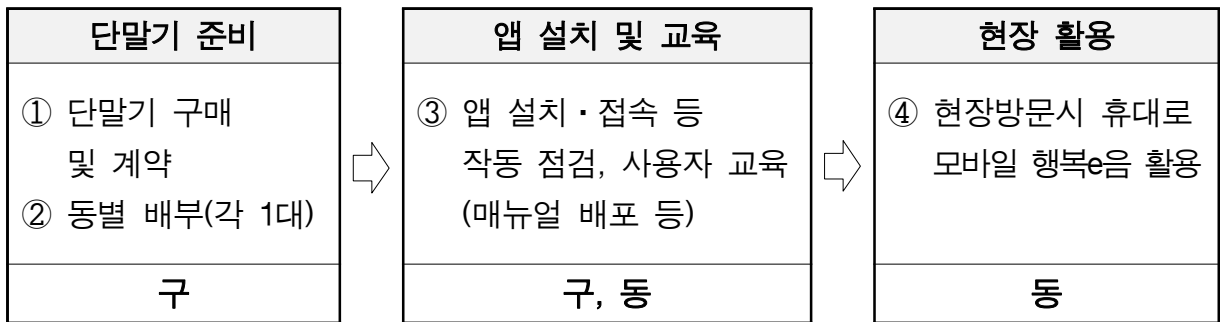 단말기 준비
① 단말기 구매
및 계약
② 동별 배부(각 1대)
구
앱 설치 및 교육
③ 앱 설치・접속 등
작동 점검, 사용자 교육
(매뉴얼 배포 등)
구, 동
현장 활용
④ 현장방문시 휴대로
모바일 행복e음 활용
동